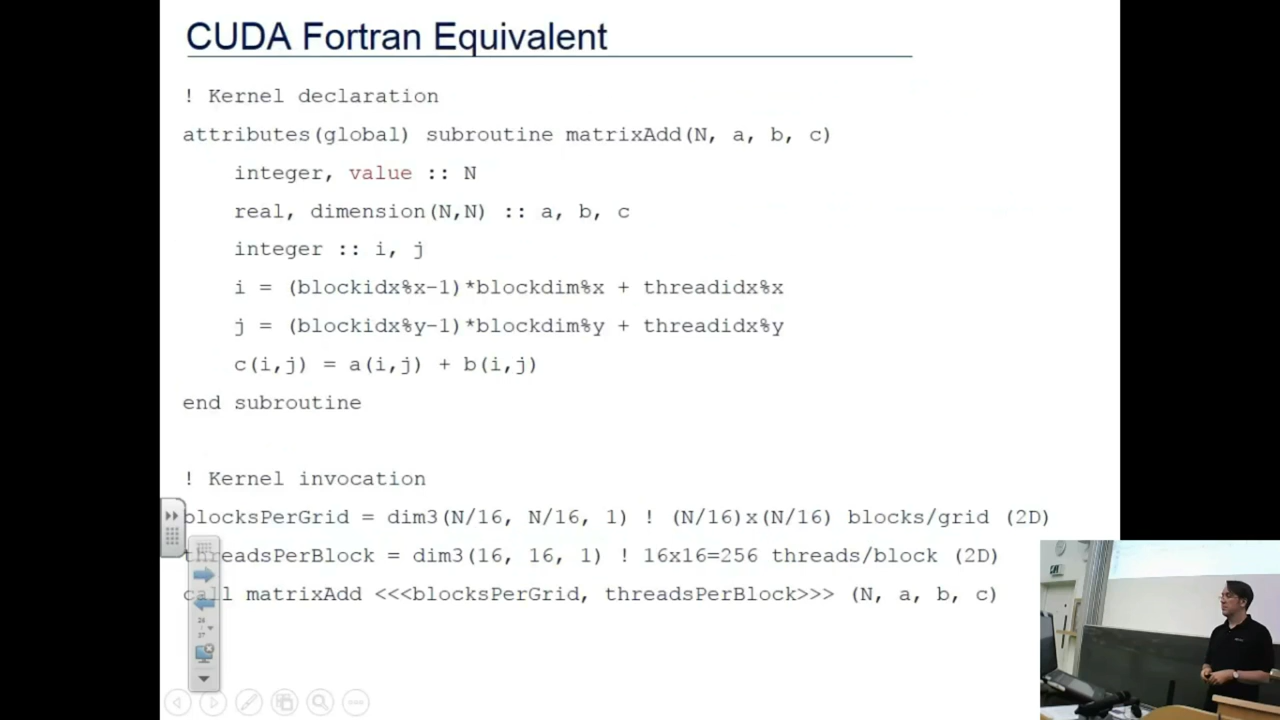 CUDA Fortran Equivalent
! Kernel declaration
attributes(global) subroutine matrixAdd(N, a, b, c)
integer, value :: N
real, dimension(N,N) :: a, b, c
integer :: i, j
i = (blockidx%x-1)*blockdim%x + threadidx%x
j = (blockidx%y-1)*blockdim%y + threadidx%y
c(i,j) = a(i,j) + b(i,j)
end subroutine
! Kernel invocation
blocksPerGrid = dim3(N/16, N/16, 1) ! (N/16)x(N/16) blocks/grid (2D)
threadsPerBlock = dim3(16, 16, 1) ! 16x16=256 threads/block (2D)
call matrixAdd <<<blocksPerGrid, threadsPerBlock>>> (N, a, b, c)